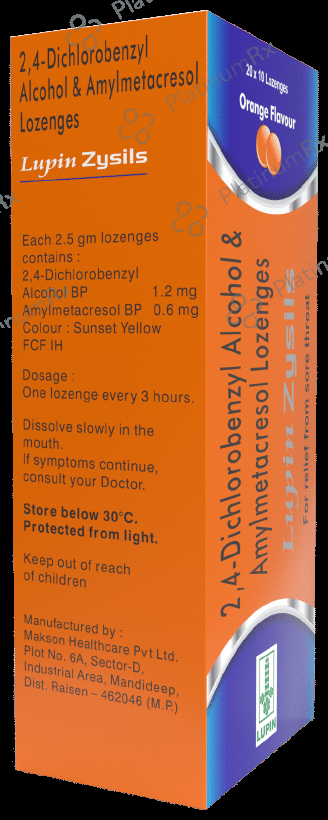 2,4-Dichlorobenzyl
Alcohol & Amylmetacresol
Lozenges
Lupin Zysils
Each 2.5 gm lozenges
contains :
2,4-Dichlorobenzyl
Alcohol BP 1.2 mg
Amylmetacresol BP 0.6 mg
Colour : Sunset Yellow
FCF IH
Dosage :
One lozenge every 3 hours.
Dissolve slowly in the
mouth.
If symptoms continue,
consult your Doctor.
Store below 30°C.
Protected from light.
Keep out of reach
of children
Manufactured by :
Makson Healthcare Pvt Ltd.
Plot No. 6A, Sector-D,
Industrial Area, Mandideep,
Dist. Raisen – 462046 (M.P.)
20 x 10 Lozenges
Orange Flavour
2,4-Dichlorobenzyl Alcohol &
Amylmetacresol Lozenges
Lupin Zysils
For relief from sore throat
LUPIN
PlatinumRx
PlatinumRx
PlatinumRx